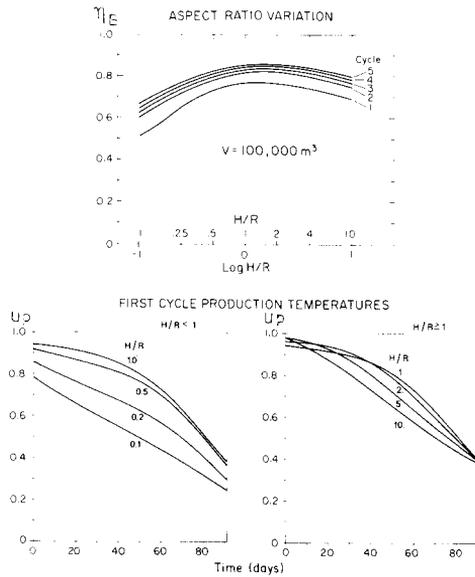 ηE ASPECT RATIO VARIATION
1.0
0.8
0.6
0.4
0.2
0
Cycle
5
4
3
2
1
V = 100,000 m³
H/R
.1 .25 .5 1 2 4 10
-1 0 1
Log H/R
FIRST CYCLE PRODUCTION TEMPERATURES
Up
H/R < 1
1.0
0.8
0.6
0.4
0.2
0
H/R
1.0
0.5
0.2
0.1
0 20 40 60 80
Up
H/R ≥ 1
1.0
0.8
0.6
0.4
0.2
0
H/R
1
2
5
10
0 20 40 60 80
Time (days)